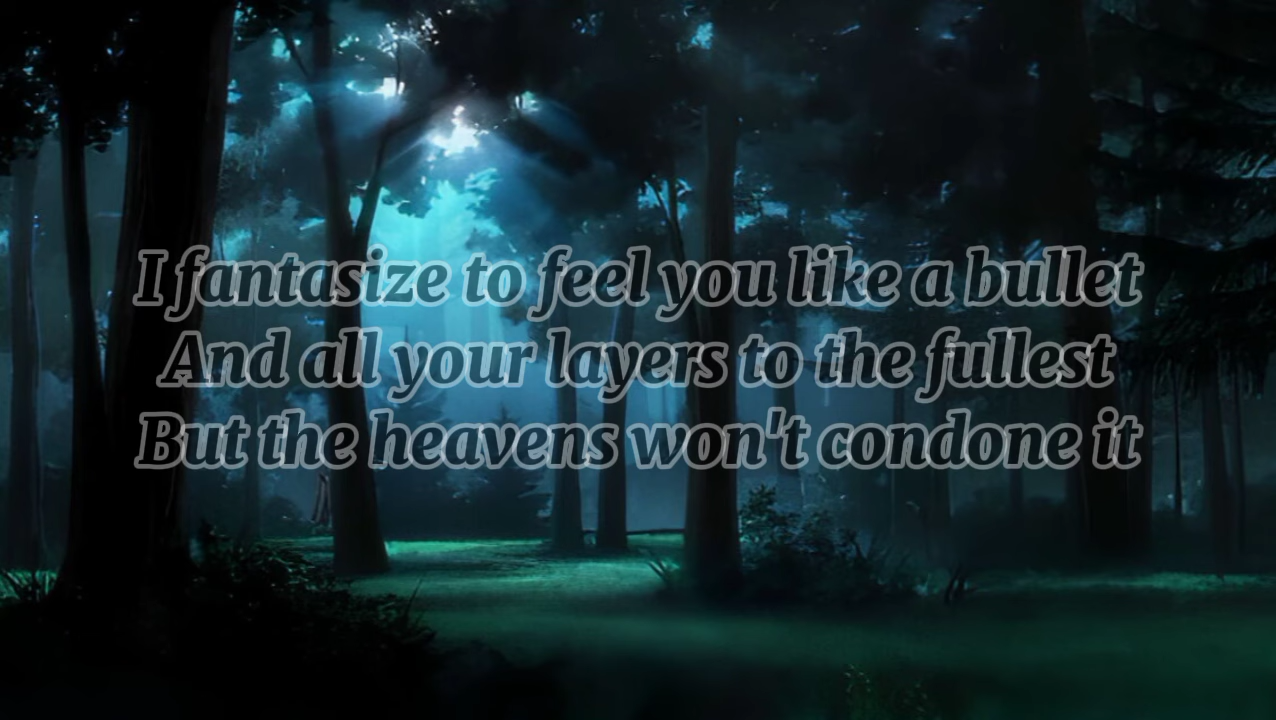 I fantasize to feel you like a bullet
And all your layers to the fullest
But the heavens won't condone it